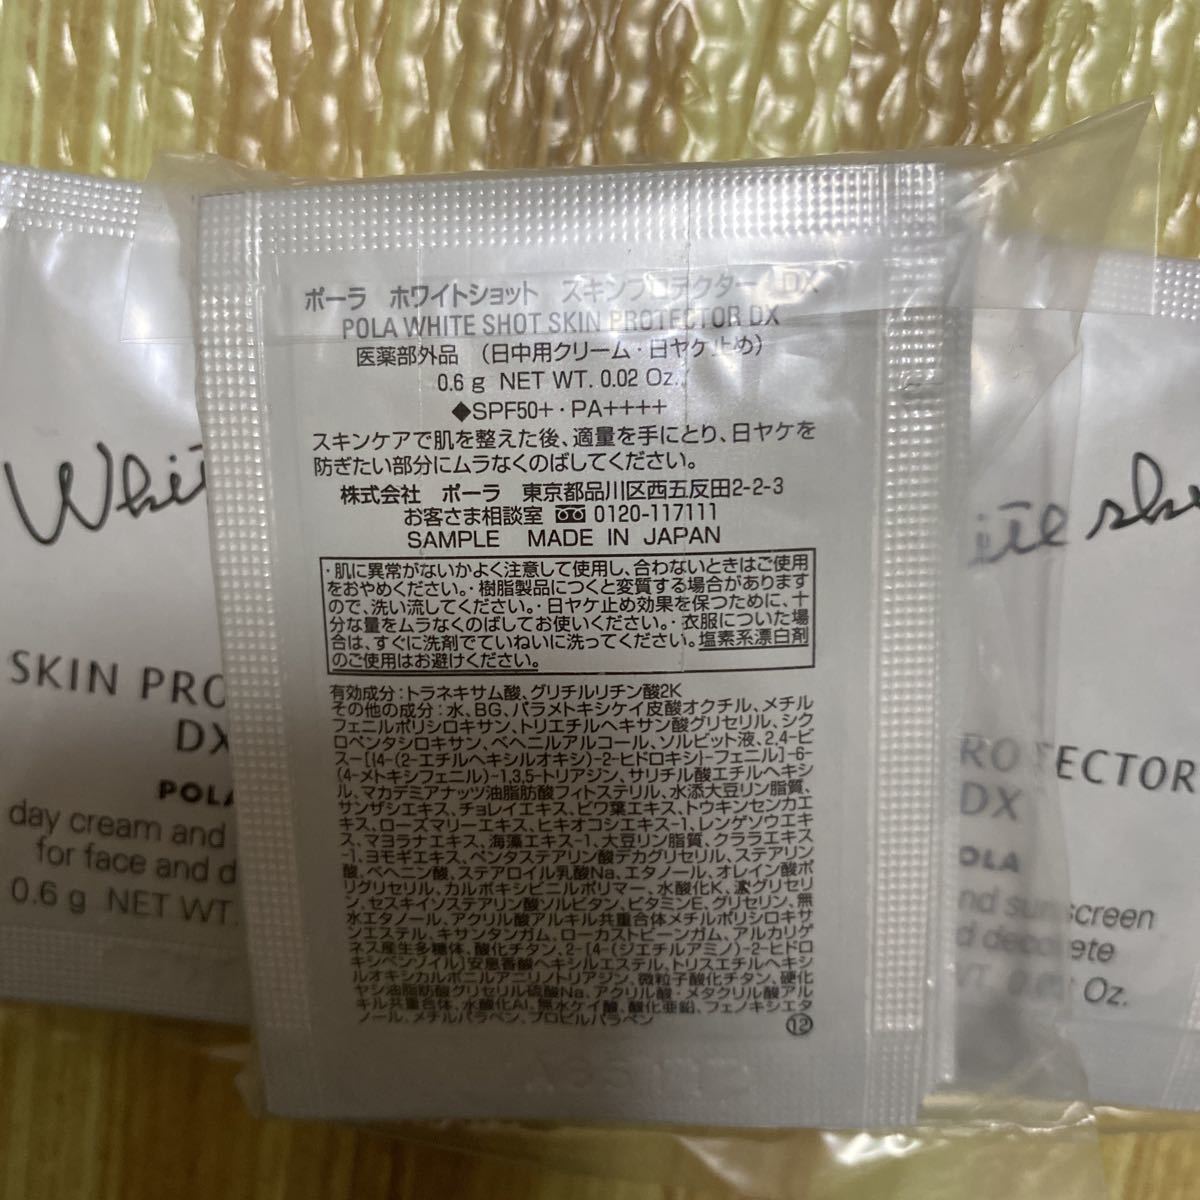 ポーラ ホワイトショット スキンプロテクター DX
POLA WHITE SHOT SKIN PROTECTOR DX
医薬部外品 (日中用クリーム・日ヤケ止め)
0.6 g NET WT. 0.02 Oz.
◆SPF50+・PA++++
スキンケアで肌を整えた後、適量を手にとり、日ヤケを
防ぎたい部分にムラなくのばしてください。
株式会社 ポーラ 東京都品川区西五反田2-2-3
お客さま相談室 0120-117111
SAMPLE MADE IN JAPAN
・肌に異常がないかよく注意して使用し、合わないときはご使用
をおやめください。・樹脂製品につくと変質する場合があります
ので、洗い流してください。・日ヤケ止め効果を保つために、十
分な量をムラなくのばしてお使いください。・衣服についた場
合は、すぐに洗剤でていねいに洗ってください。塩素系漂白剤
のご使用はお避けください。
有効成分:トラネキサム酸、グリチルリチン酸2K
その他の成分:水、BG、パラメトキシケイ皮酸オクチル、メチル
フェニルポリシロキサン、トリエチルヘキサン酸グリセリル、シク
ロペンタシロキサン、ベヘニルアルコール、ソルビット液、2,4-ビ
スー[{4-(2-エチルヘキシルオキシ)-2-ヒドロキシ}-フェニル]-6-
(4-メトキシフェニル)-1,3,5-トリアジン、サリチル酸エチルヘキシ
ル、マカデミアナッツ油脂肪酸フィトステリル、水添大豆リン脂質、
サンザシエキス、チョレイエキス、ビワ葉エキス、トウキンセンカエ
キス、ローズマリーエキス、ヒキオコシエキス-1、レンゲソウエキ
ス、マヨラナエキス、海藻エキス-1、大豆リン脂質、クララエキス
-1、ヨモギエキス、ペンタステアリン酸デカグリセリル、ステアリン
酸、ベヘニン酸、ステアロイル乳酸Na、エタノール、オレイン酸ポ
リグリセリル、カルボキシビニルポリマー、水酸化K、濃グリセリ
ン、セスキイソステアリン酸ソルビタン、ビタミンE、グリセリン、無
水エタノール、アクリル酸アルキル共重合体メチルポリシロキサ
ンエステル、キサンタンガム、ローカストビーンガム、アルカリゲ
ネス産生多糖体、酸化チタン、2-[4-(ジエチルアミノ)-2-ヒドロ
キシベンゾイル]安息香酸ヘキシルエステル、トリスエチルヘキシ
ルオキシカルボニルアニリノトリアジン、微粒子酸化チタン、硬化
ヤシ油脂肪酸グリセリル硫酸Na、アクリル酸・メタクリル酸アル
キル共重合体、水酸化Al、無水ケイ酸、酸化亜鉛、フェノキシエタ
ノール、メチルパラベン、プロピルパラベン
⑫
Whit
SKIN PRO
DX
POLA
day cream and
for face and d
0.6 g NET WT.
ite sho
ROTECTOR
DX
OLA
nd sunscreen
d decollete
WT. 0.02 Oz.